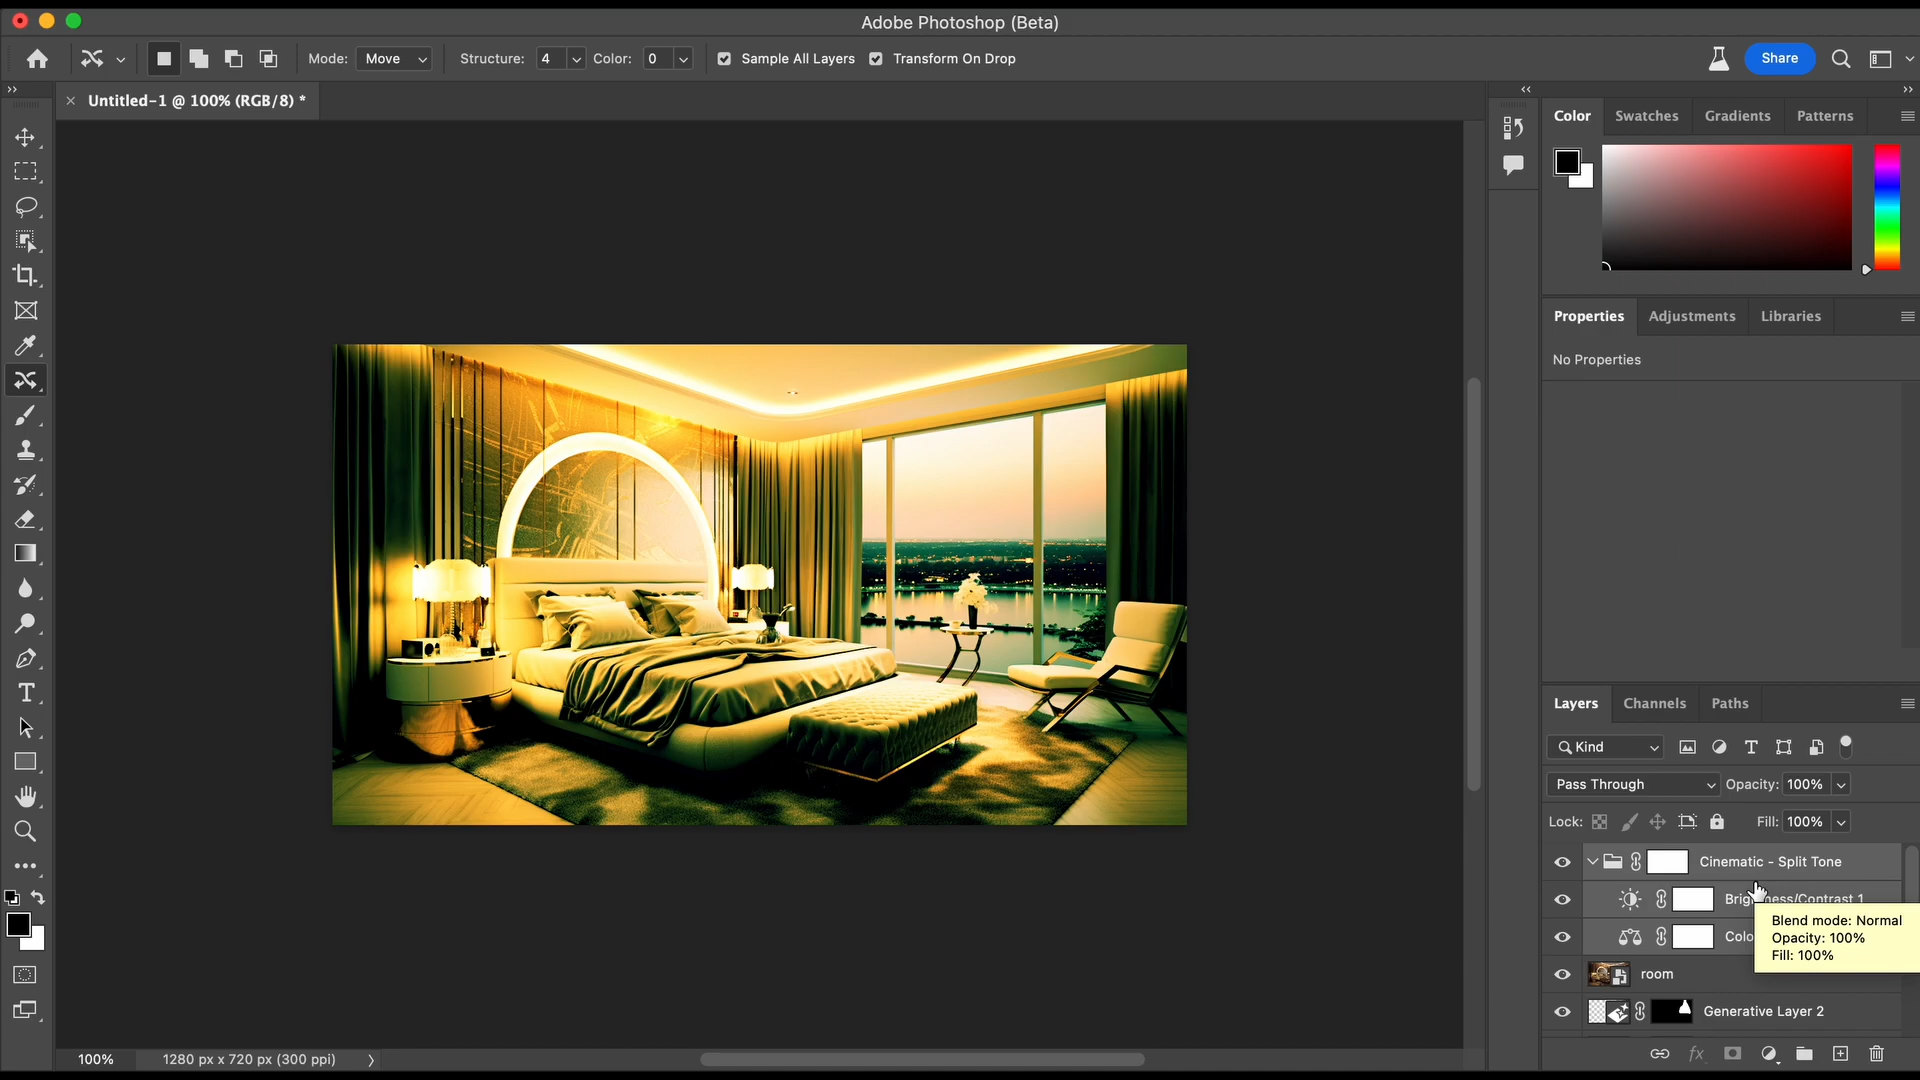 Adobe Photoshop (Beta)
Mode: Move Structure: 4 Color: 0 Sample All Layers Transform On Drop Share
Untitled-1 @ 100% (RGB/8) *
Color Swatches Gradients Patterns
Properties Adjustments Libraries
No Properties
Layers Channels Paths
Kind
Pass Through Opacity: 100%
Lock: Fill: 100%
Cinematic - Split Tone
Brightness/Contrast 1
Colo
Blend mode: Normal
Opacity: 100%
Fill: 100%
room
Generative Layer 2
100% 1280 px x 720 px (300 ppi)